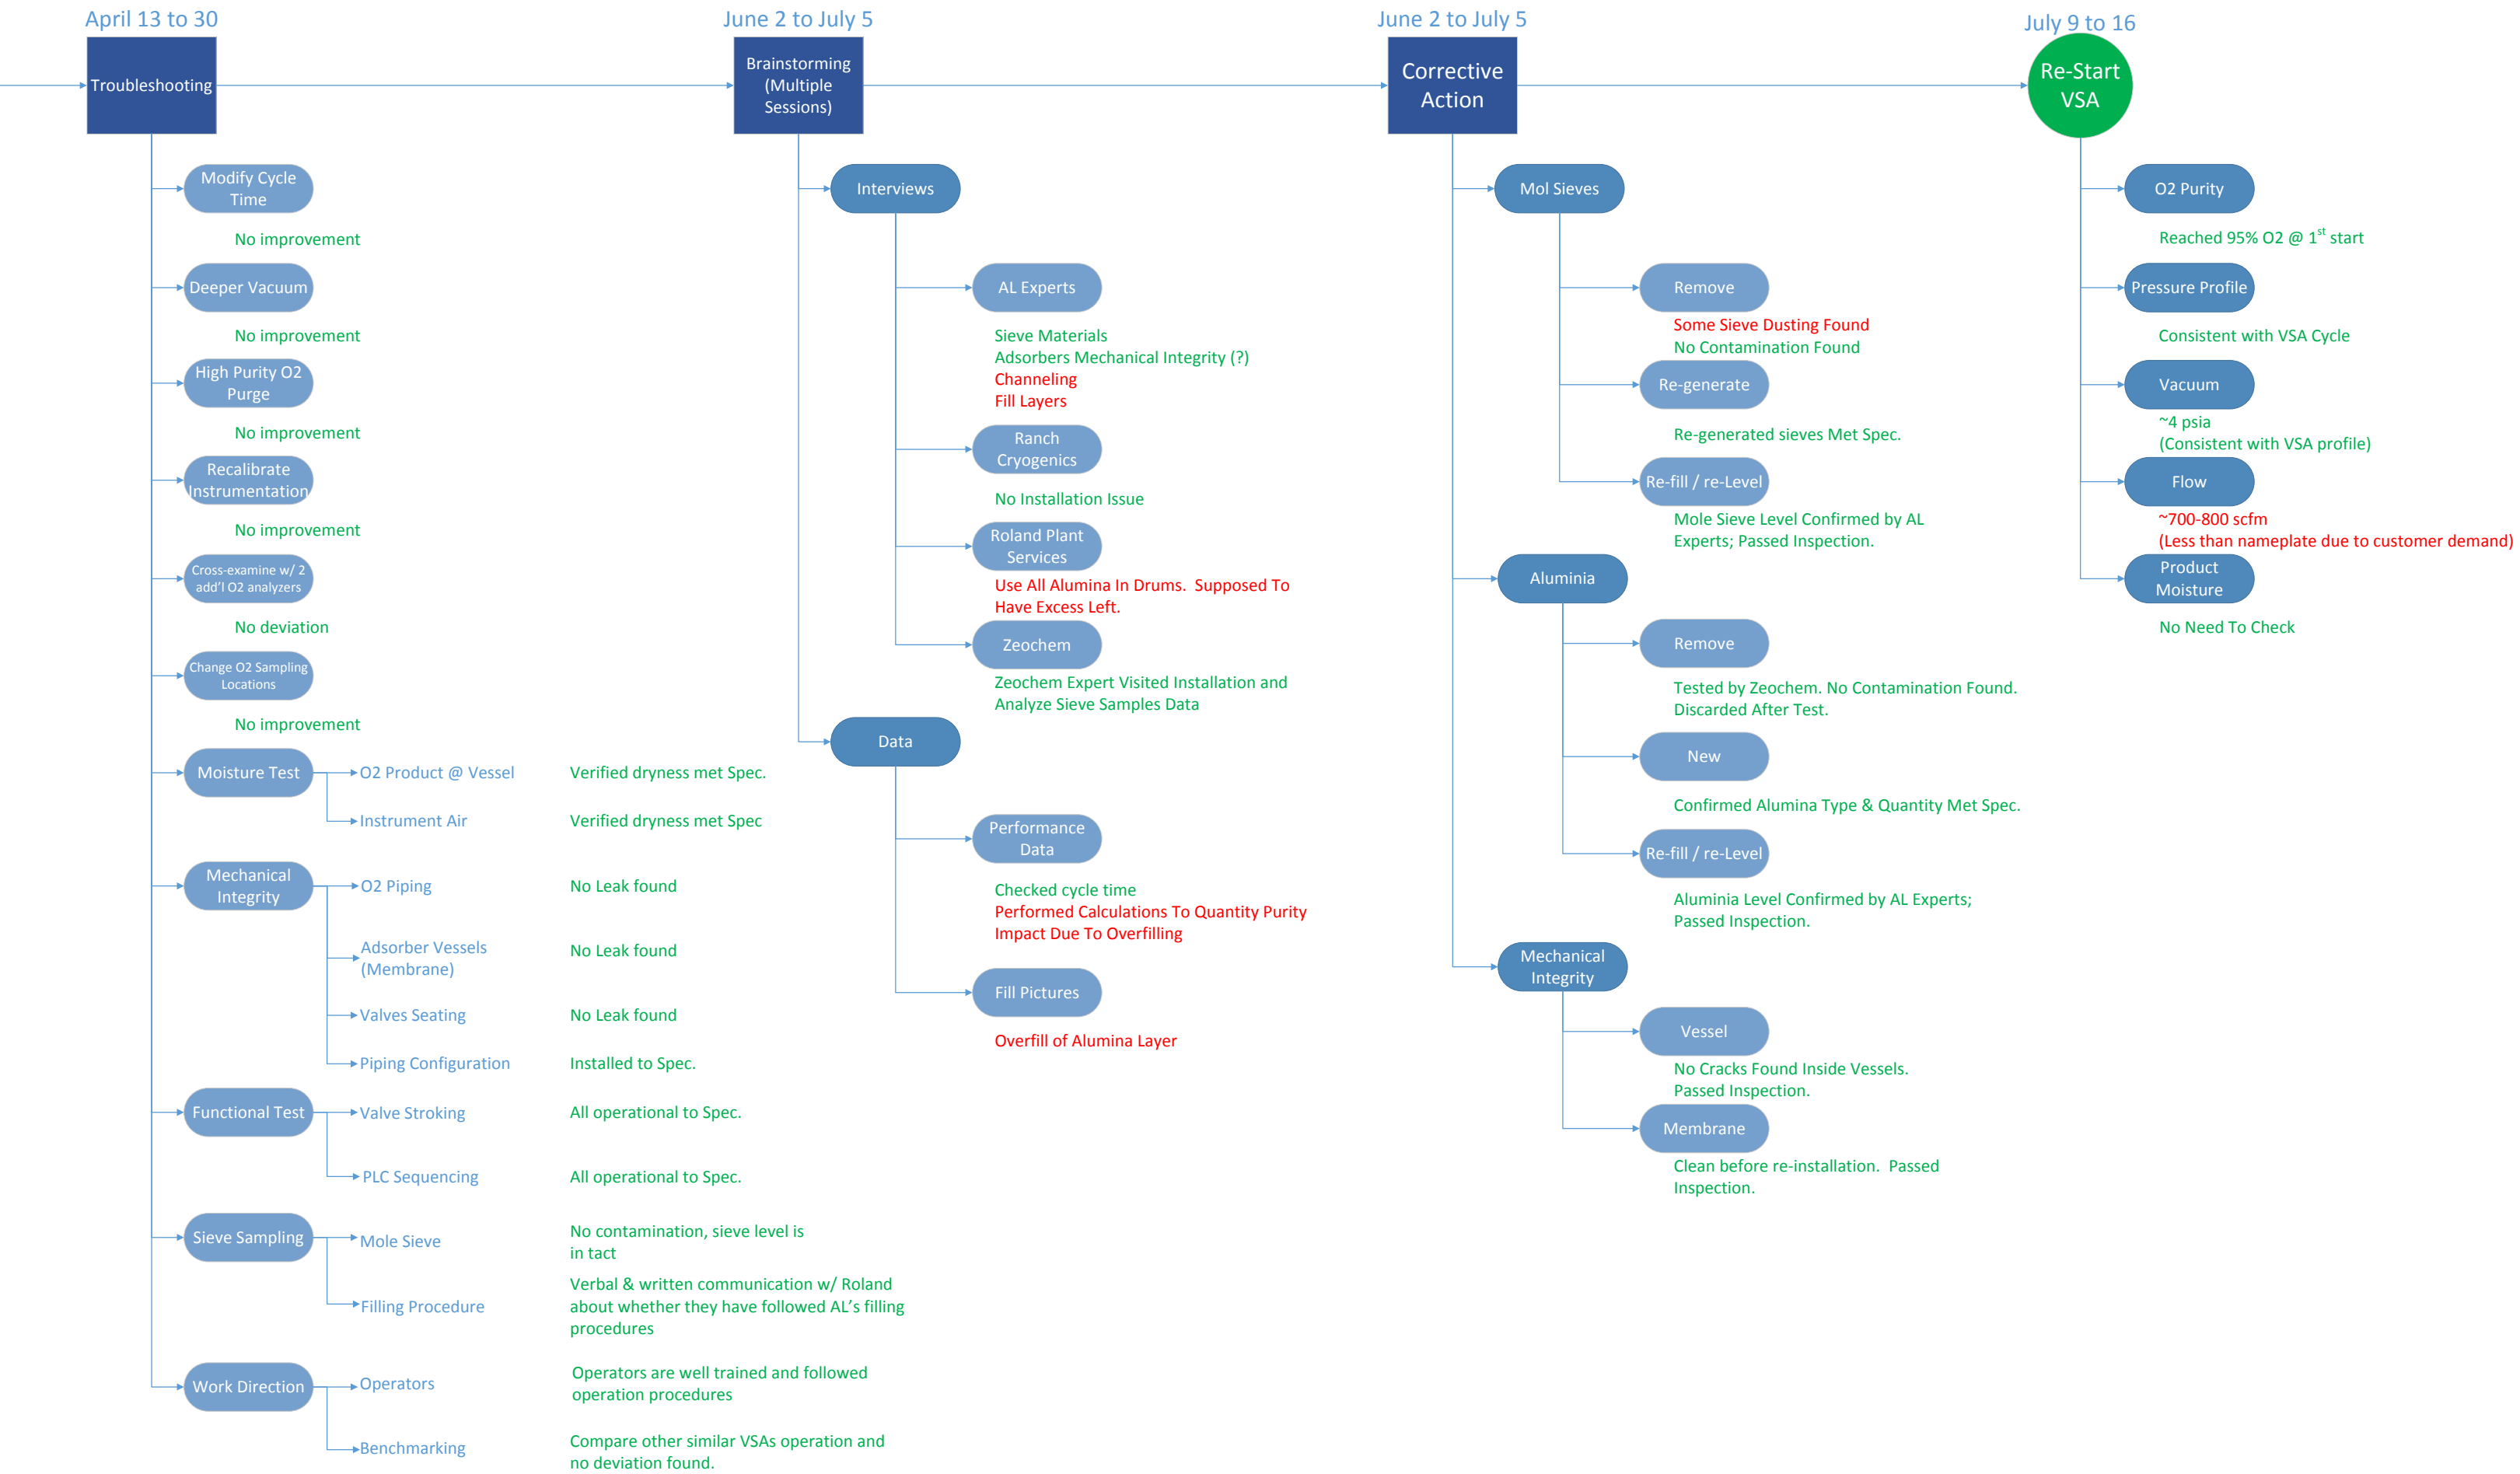 April 13 to 30
Troubleshooting
Modify Cycle
Time
No improvement
Deeper Vacuum
No improvement
High Purity O2
Purge
No improvement
Recalibrate
Instrumentation
No improvement
Cross-examine w/ 2
add'l O2 analyzers
No deviation
Change O2 Sampling
Locations
No improvement
Moisture Test
O2 Product @ Vessel
Verified dryness met Spec.
Instrument Air
Verified dryness met Spec
Mechanical
Integrity
O2 Piping
No Leak found
Adsorber Vessels
(Membrane)
No Leak found
Valves Seating
No Leak found
Piping Configuration
Installed to Spec.
Functional Test
Valve Stroking
All operational to Spec.
PLC Sequencing
All operational to Spec.
Sieve Sampling
Mole Sieve
No contamination, sieve level is
in tact
Filling Procedure
Verbal & written communication w/ Roland
about whether they have followed AL's filling
procedures
Work Direction
Operators
Operators are well trained and followed
operation procedures
Benchmarking
Compare other similar VSAs operation and
no deviation found.
June 2 to July 5
Brainstorming
(Multiple
Sessions)
Interviews
AL Experts
Sieve Materials
Adsorbers Mechanical Integrity (?)
Channeling
Fill Layers
Ranch
Cryogenics
No Installation Issue
Roland Plant
Services
Use All Alumina In Drums. Supposed To
Have Excess Left.
Zeochem
Zeochem Expert Visited Installation and
Analyze Sieve Samples Data
Data
Performance
Data
Checked cycle time
Performed Calculations To Quantity Purity
Impact Due To Overfilling
Fill Pictures
Overfill of Alumina Layer
June 2 to July 5
Corrective
Action
Mol Sieves
Remove
Some Sieve Dusting Found
No Contamination Found
Re-generate
Re-generated sieves Met Spec.
Re-fill / re-Level
Mole Sieve Level Confirmed by AL
Experts; Passed Inspection.
Aluminia
Remove
Tested by Zeochem. No Contamination Found.
Discarded After Test.
New
Confirmed Alumina Type & Quantity Met Spec.
Re-fill / re-Level
Aluminia Level Confirmed by AL Experts;
Passed Inspection.
Mechanical
Integrity
Vessel
No Cracks Found Inside Vessels.
Passed Inspection.
Membrane
Clean before re-installation. Passed
Inspection.
July 9 to 16
Re-Start
VSA
O2 Purity
Reached 95% O2 @ 1st start
Pressure Profile
Consistent with VSA Cycle
Vacuum
~4 psia
(Consistent with VSA profile)
Flow
~700-800 scfm
(Less than nameplate due to customer demand)
Product
Moisture
No Need To Check